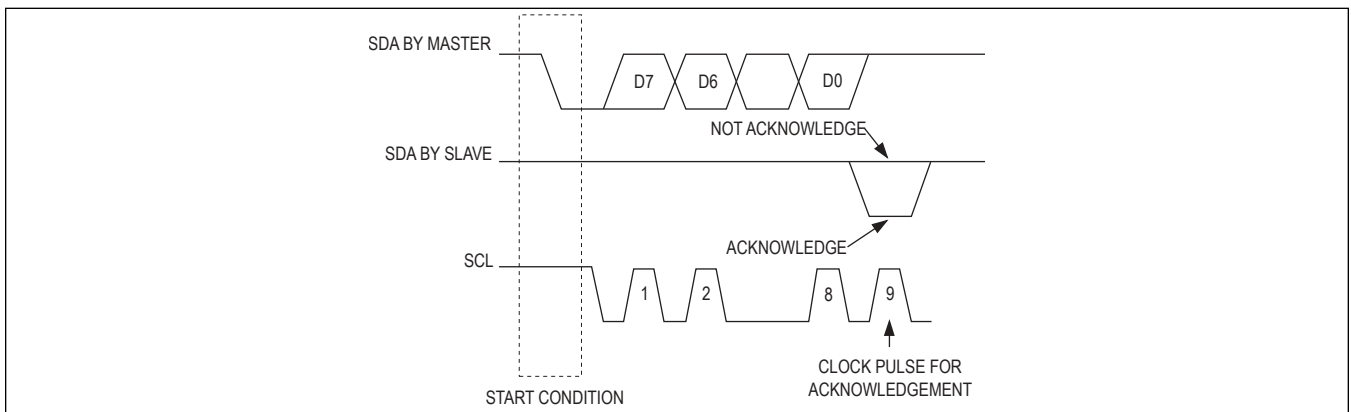 SDA BY MASTER
D7
D6
D0
NOT ACKNOWLEDGE
SDA BY SLAVE
ACKNOWLEDGE
SCL
1
2
8
9
CLOCK PULSE FOR
ACKNOWLEDGEMENT
START CONDITION